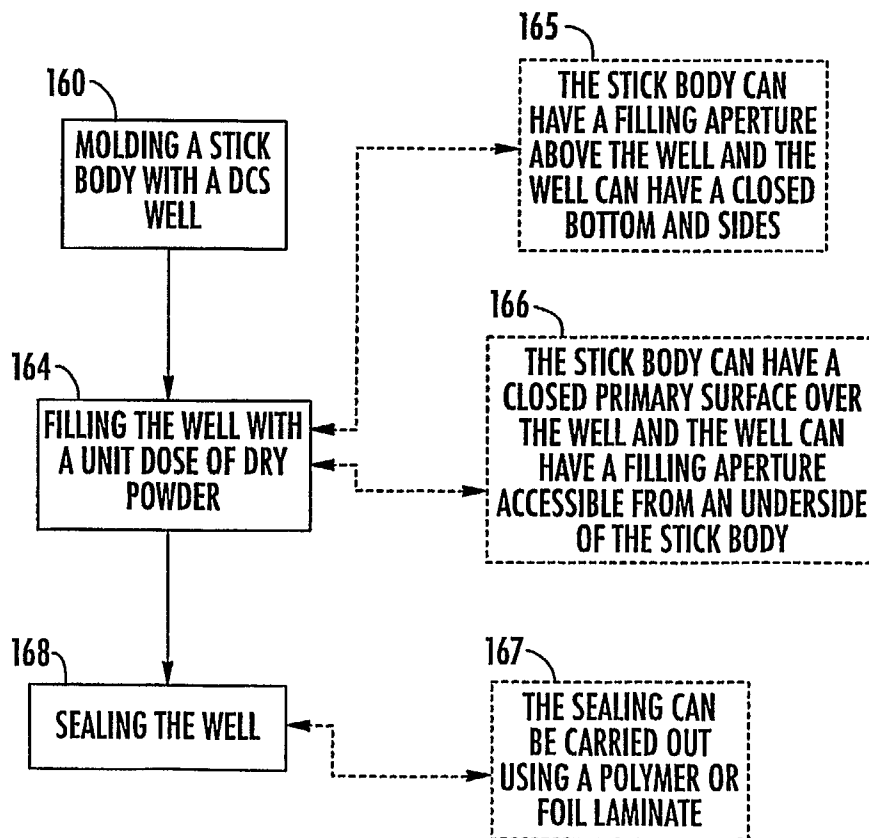 160
MOLDING A STICK
BODY WITH A DCS
WELL
165
THE STICK BODY CAN
HAVE A FILLING APERTURE
ABOVE THE WELL AND THE
WELL CAN HAVE A CLOSED
BOTTOM AND SIDES
164
FILLING THE WELL WITH
A UNIT DOSE OF DRY
POWDER
166
THE STICK BODY CAN HAVE A
CLOSED PRIMARY SURFACE OVER
THE WELL AND THE WELL CAN
HAVE A FILLING APERTURE
ACCESSIBLE FROM AN UNDERSIDE
OF THE STICK BODY
168
SEALING THE WELL
167
THE SEALING CAN
BE CARRIED OUT
USING A POLYMER OR
FOIL LAMINATE